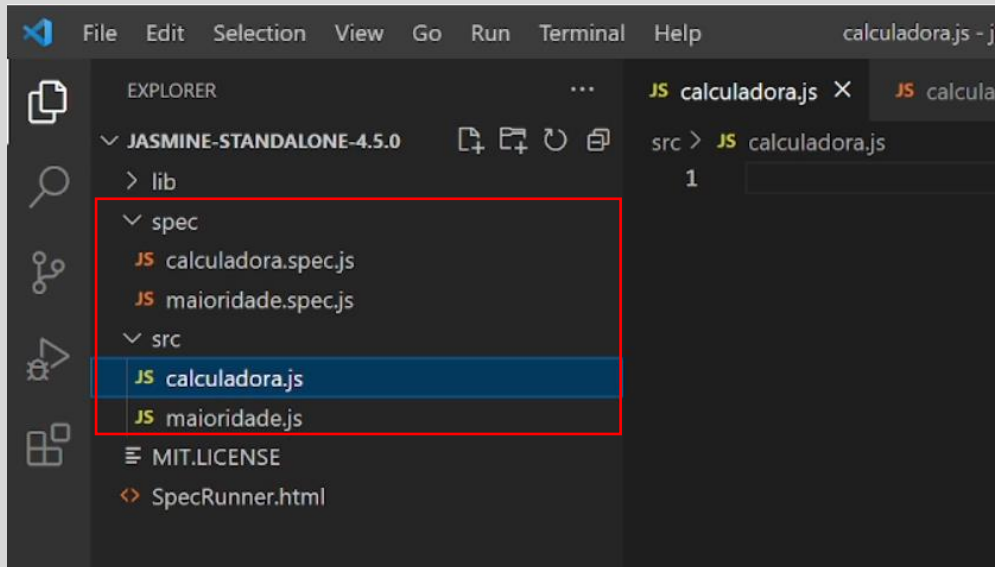 File Edit Selection View Go Run Terminal Help calculadora.js - j
EXPLORER ...
JS calculadora.js JS calcula
JASMINE-STANDALONE-4.5.0
src > JS calculadora.js
lib
1
spec
JS calculadora.spec.js
JS maioridade.spec.js
src
JS calculadora.js
JS maioridade.js
MIT.LICENSE
SpecRunner.html